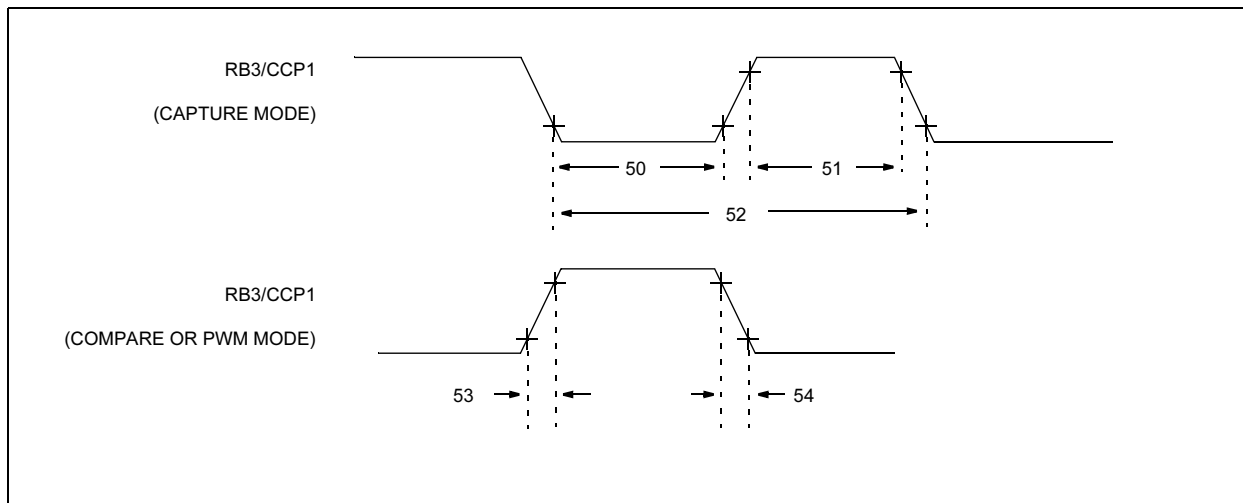 RB3/CCP1
(CAPTURE MODE)
50
51
52
RB3/CCP1
(COMPARE OR PWM MODE)
53
54